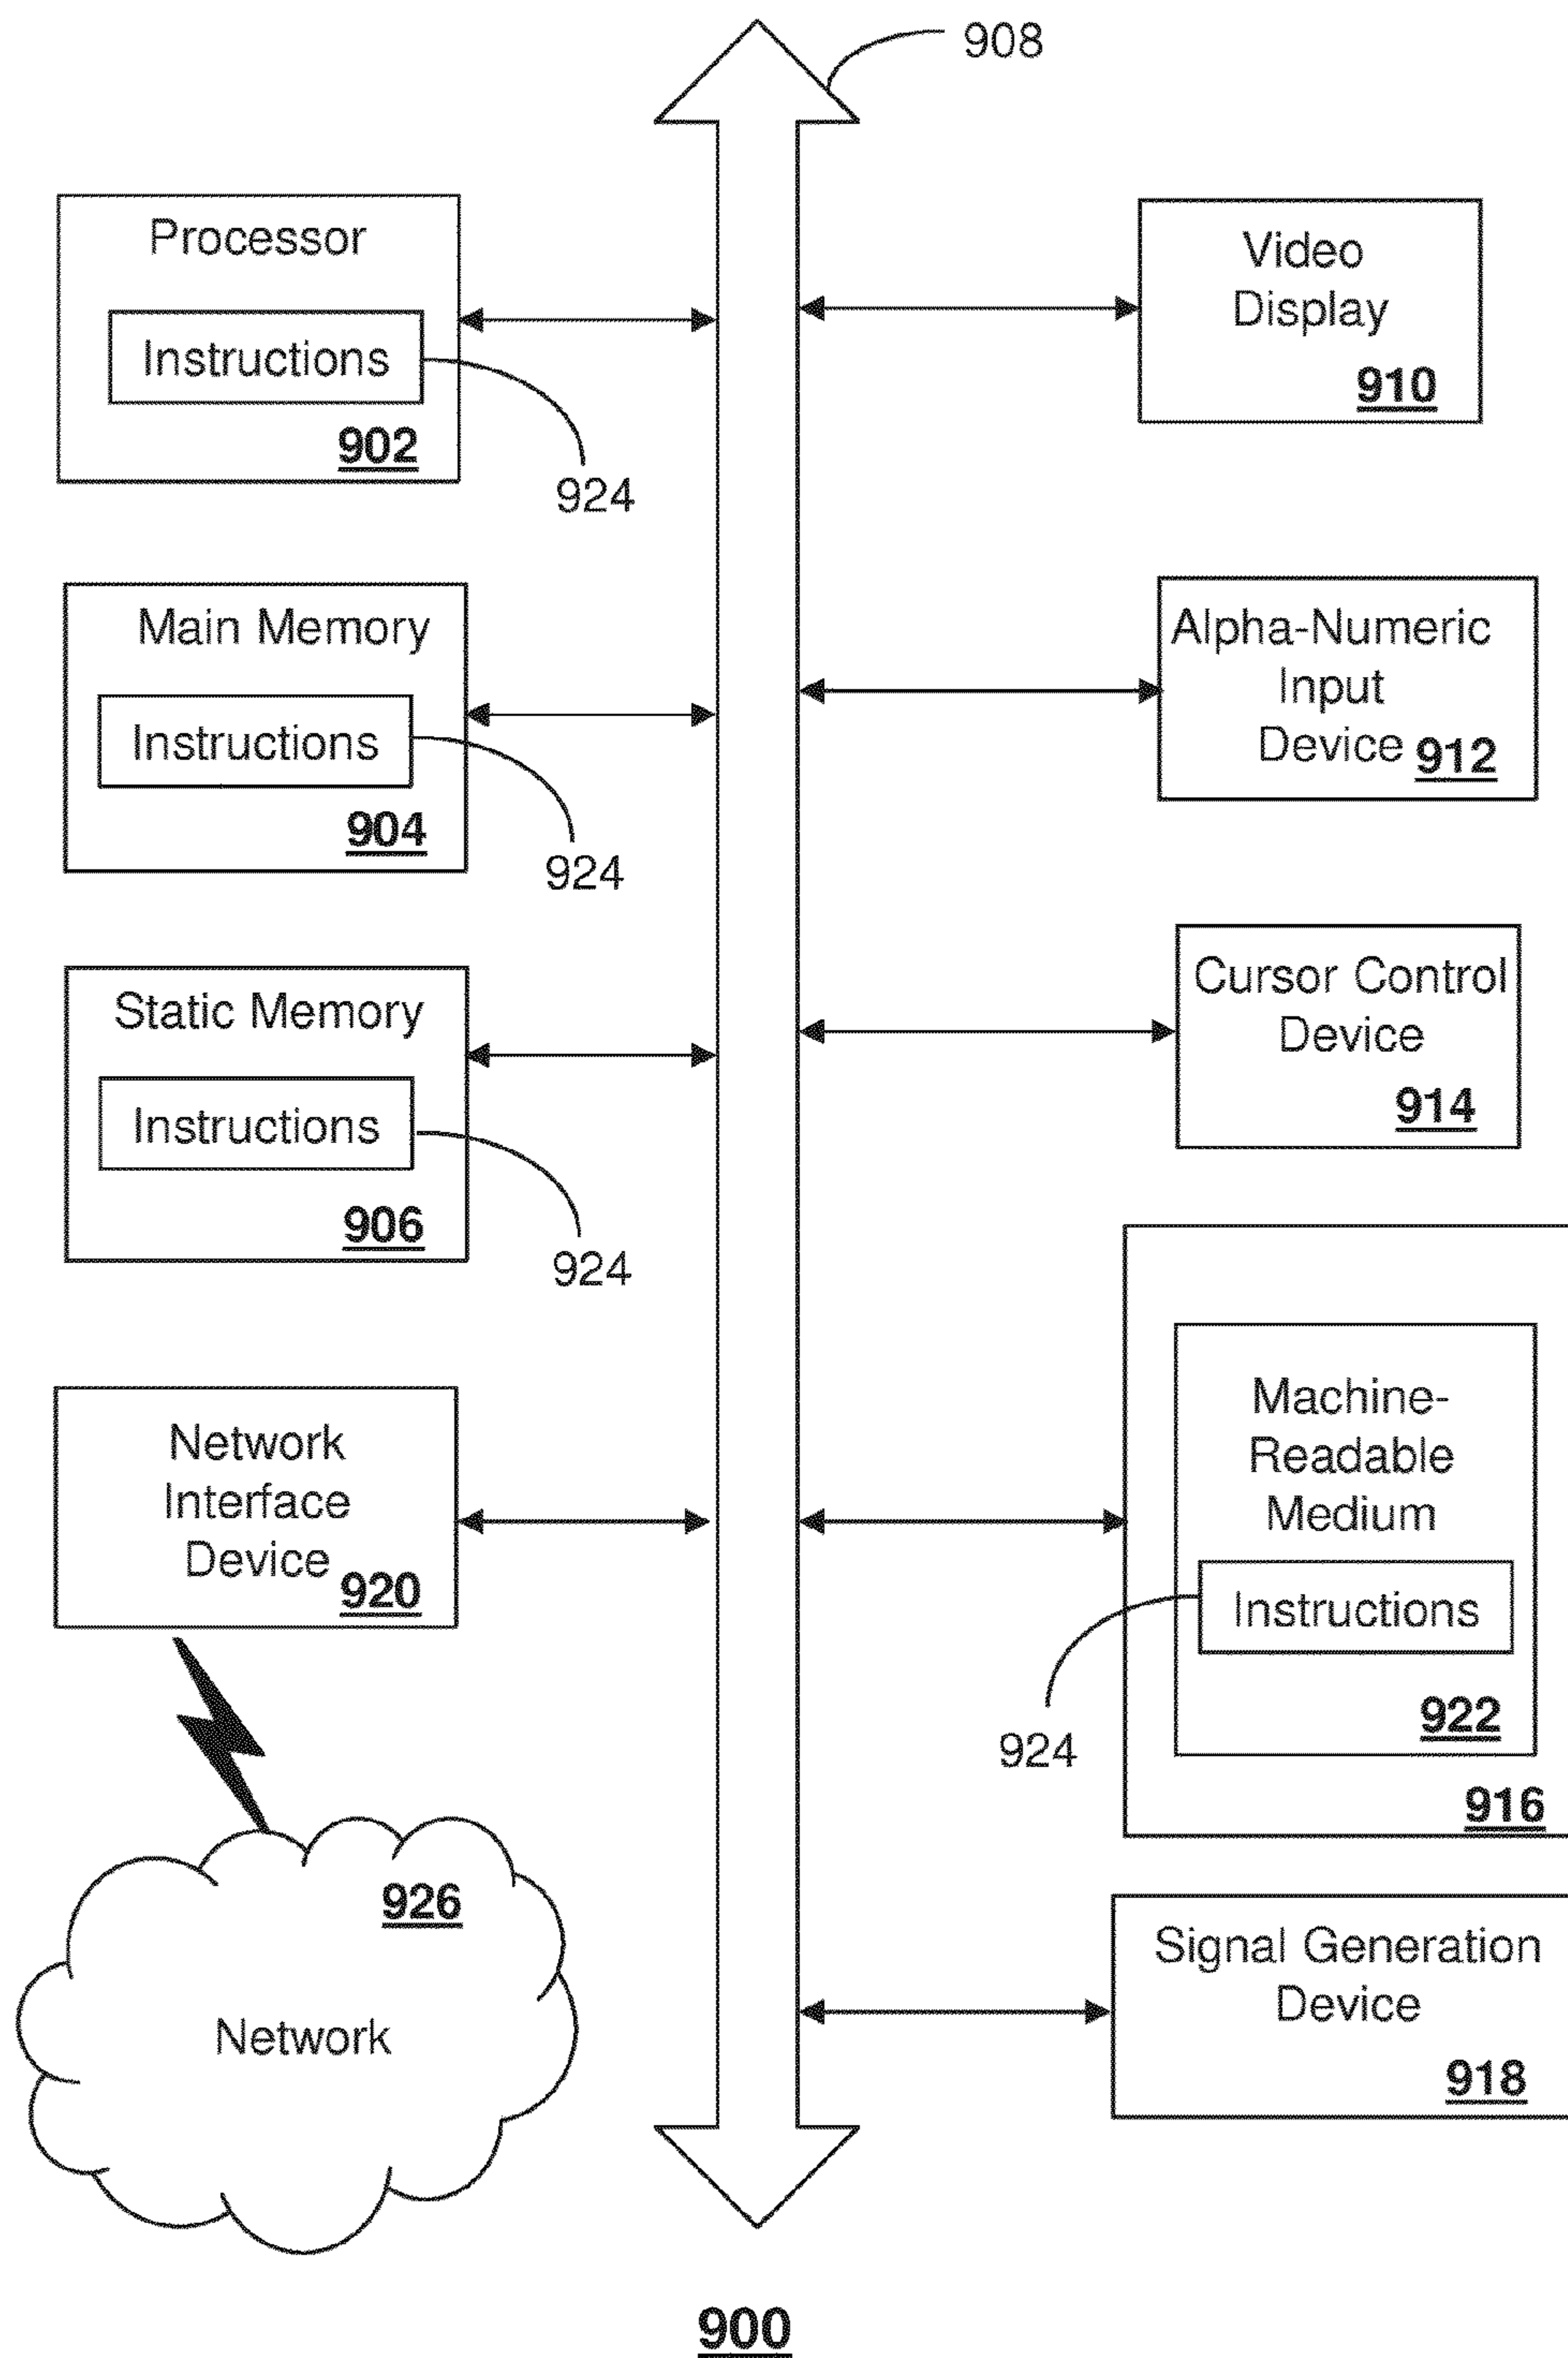 908
Processor
Instructions
902
924
Main Memory
Instructions
904
924
Static Memory
Instructions
906
924
Network
Interface
Device
920
926
Network
Video
Display
910
Alpha-Numeric
Input
Device 912
Cursor Control
Device
914
Machine-
Readable
Medium
Instructions
922
924
916
Signal Generation
Device
918
900